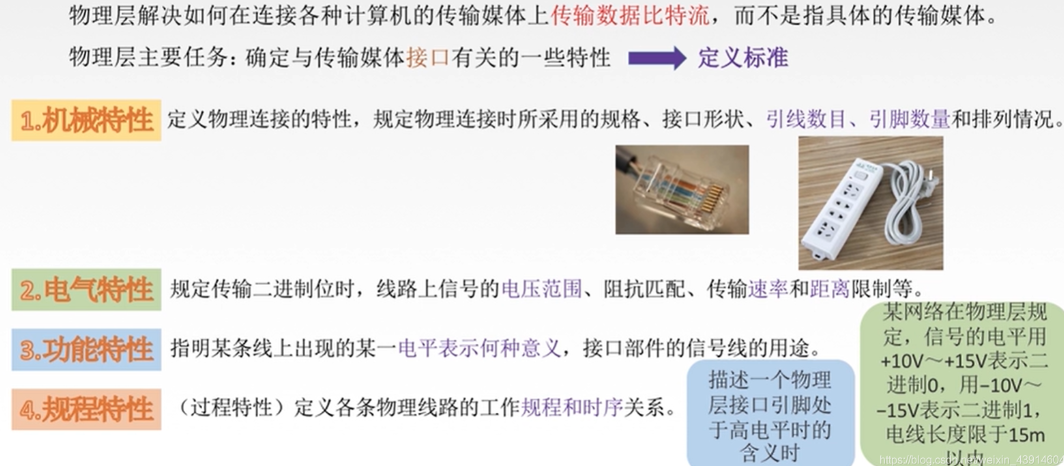 物理层解决如何在连接各种计算机的传输媒体上传输数据比特流，而不是指具体的传输媒体。
物理层主要任务：确定与传输媒体接口有关的一些特性 定义标准
1.机械特性 定义物理连接的特性，规定物理连接时所采用的规格、接口形状、引线数目、引脚数量和排列情况。
2.电气特性 规定传输二进制位时，线路上信号的电压范围、阻抗匹配、传输速率和距离限制等。
3.功能特性 指明某条线上出现的某一电平表示何种意义，接口部件的信号线的用途。
4.规程特性 （过程特性）定义各条物理线路的工作规程和时序关系。
描述一个物理
层接口引脚处
于高电平时的
含义时
某网络在物理层规
定，信号的电平用
+10V～+15V表示二
进制0，用−10V～
−15V表示二进制1，
电线长度限于15m
以内